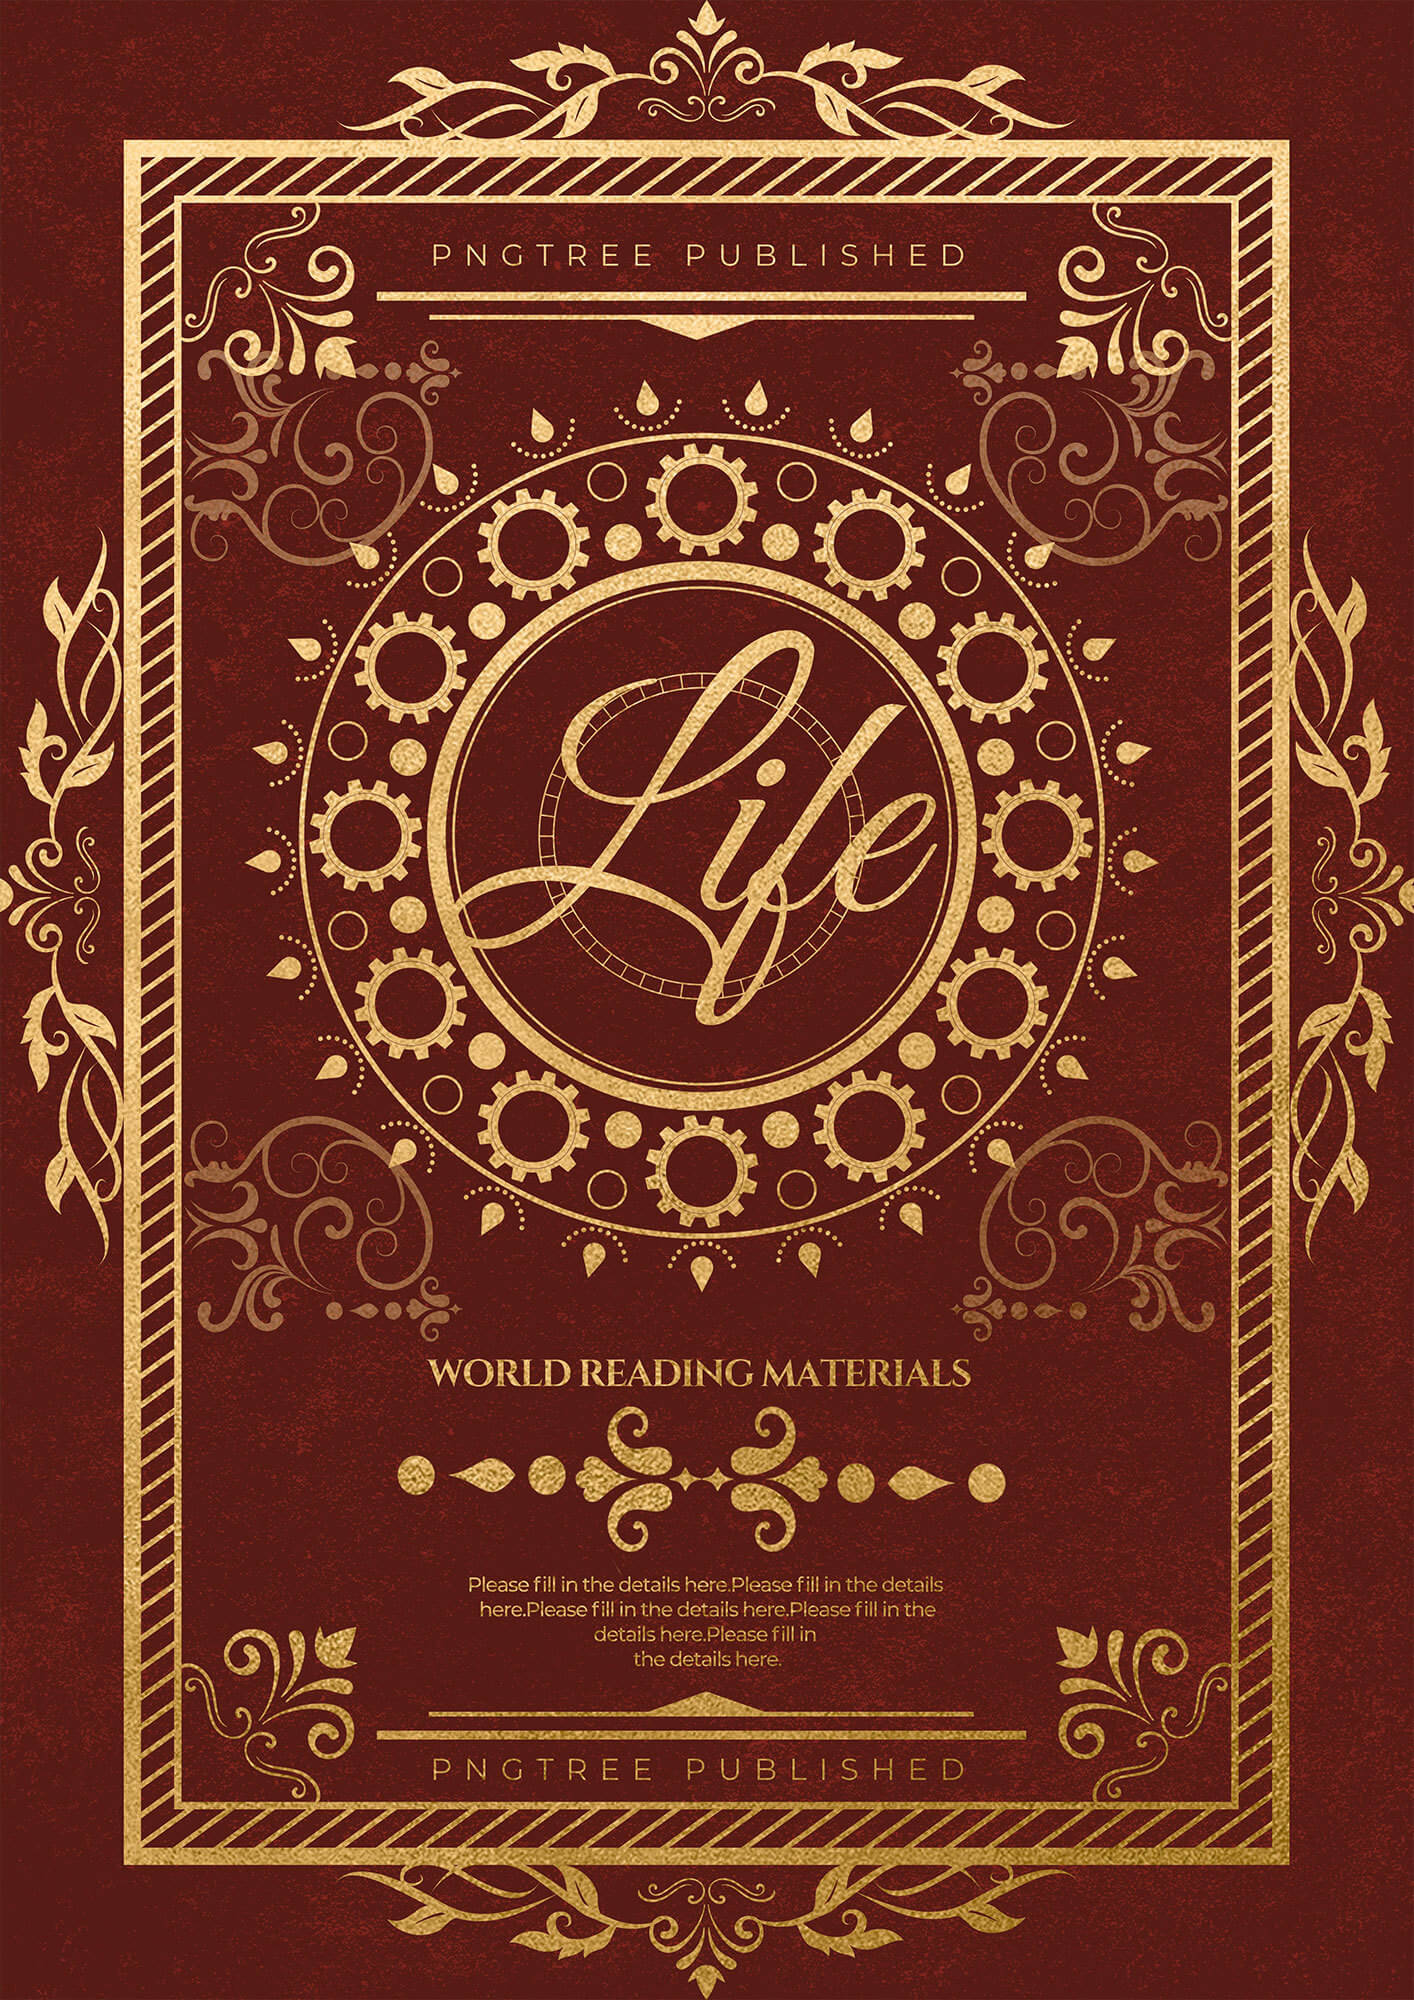 PNGTREE PUBLISHED
Life
WORLD READING MATERIALS
Please fill in the details here.Please fill in the details
here.Please fill in the details here.Please fill in the
details here.Please fill in
the details here.
PNGTREE PUBLISHED